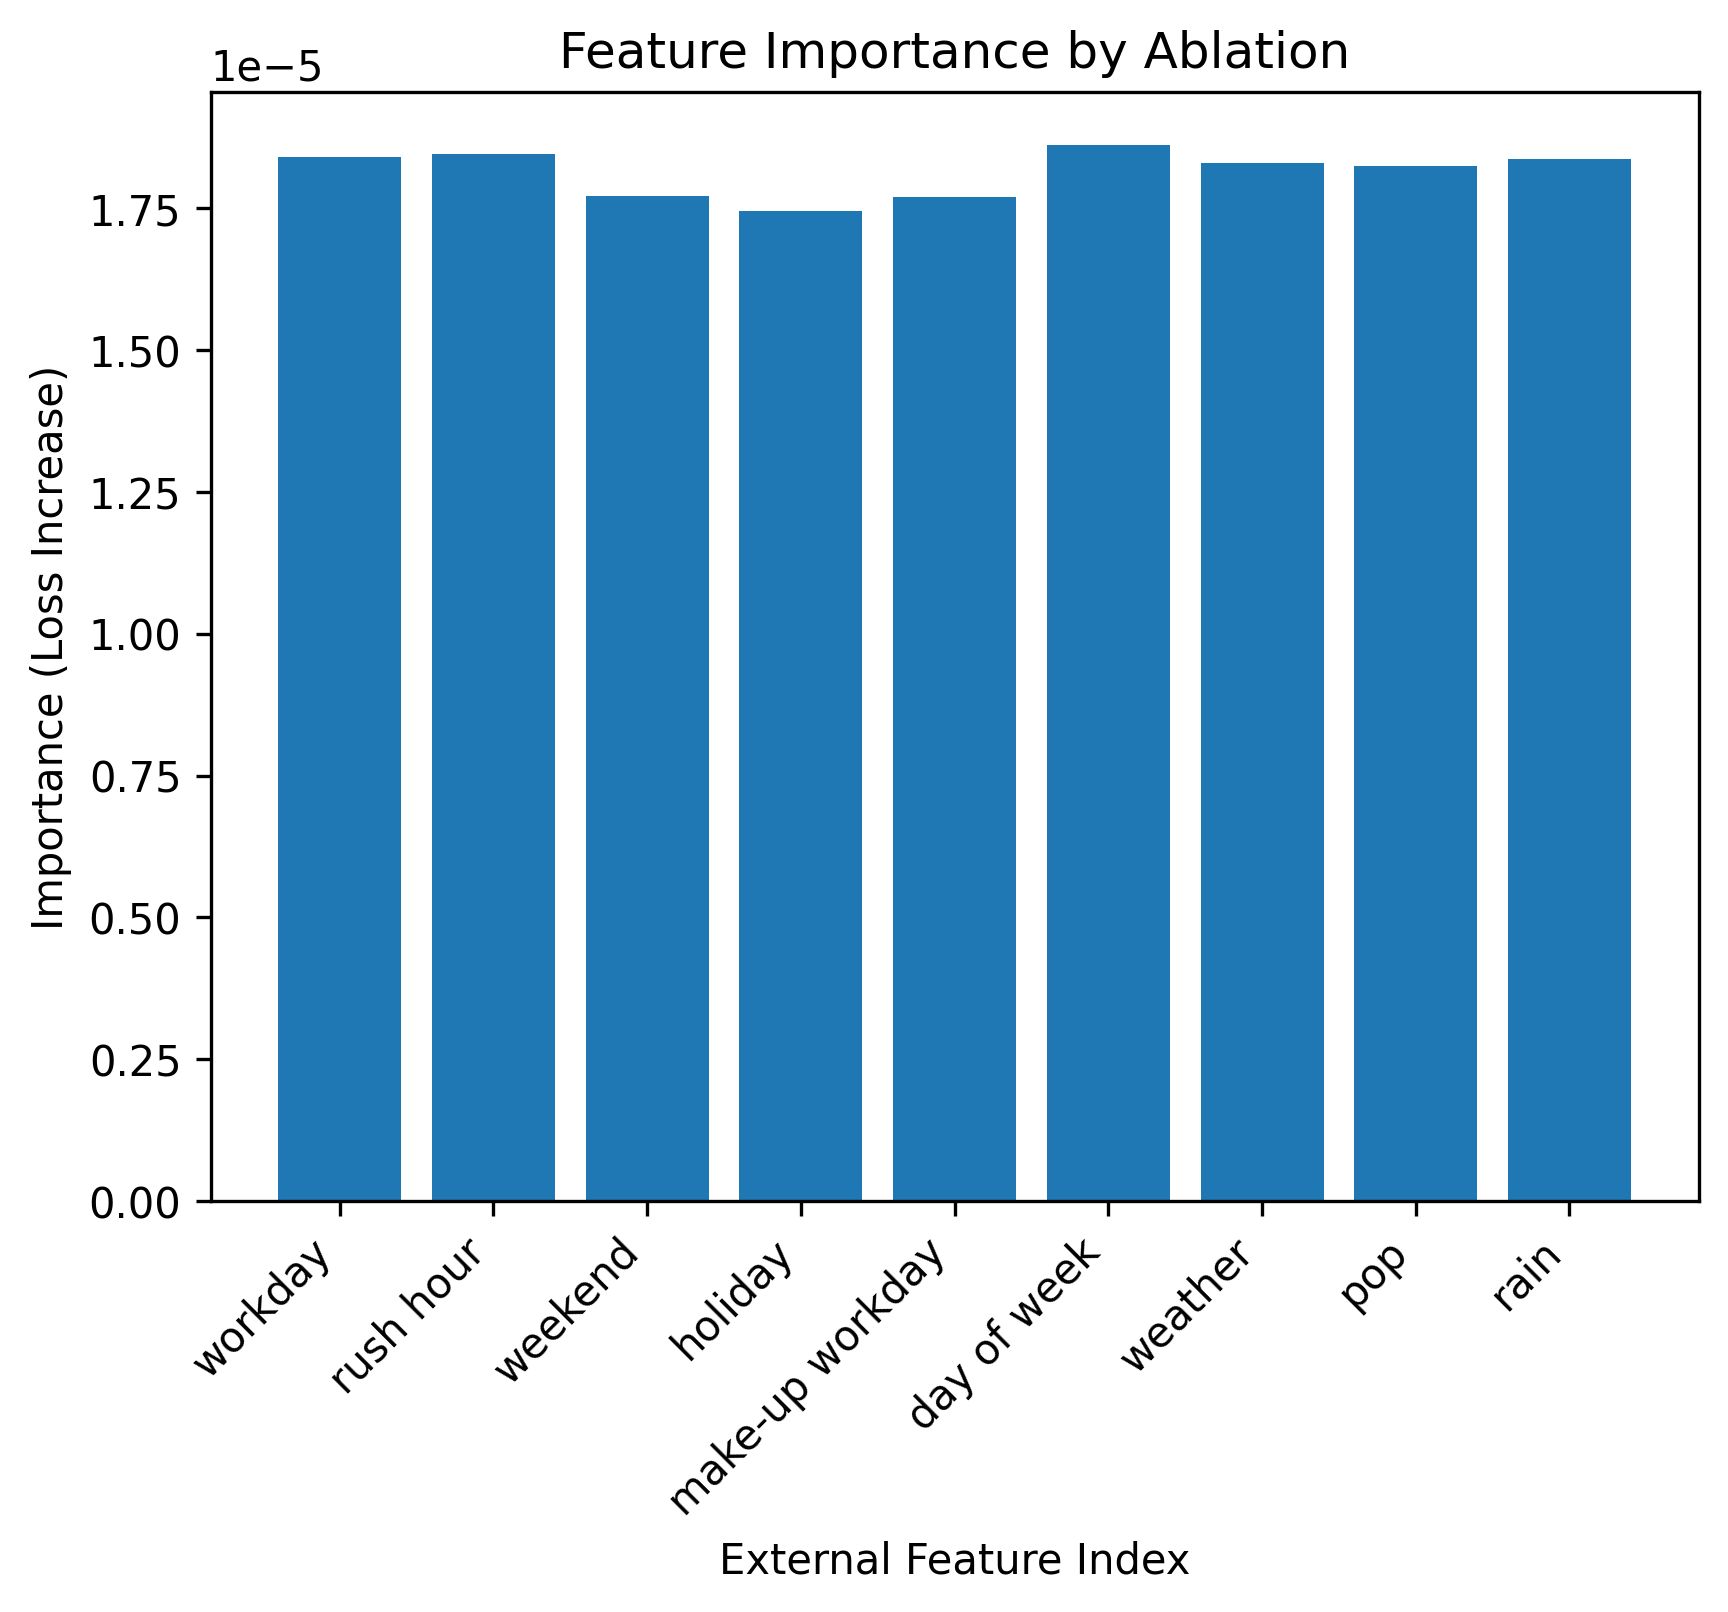 Feature Importance by Ablation
1e−5
Importance (Loss Increase)
1.75
1.50
1.25
1.00
0.75
0.50
0.25
0.00
workday
rush hour
weekend
holiday
make-up workday
day of week
weather
pop
rain
External Feature Index